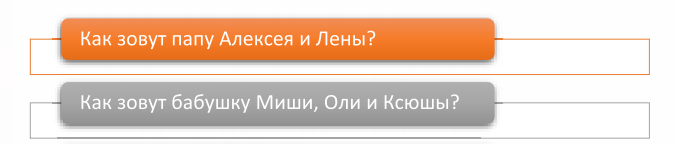 Как зовут папу Алексея и Лены?
Как зовут бабушку Миши, Оли и Ксюшы?